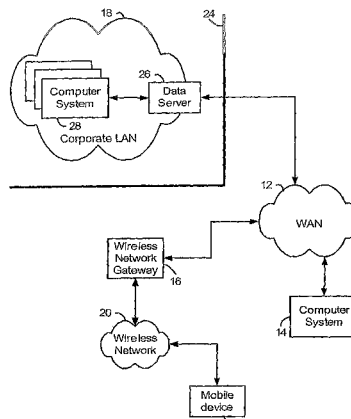 18
24
26
Computer
System
Data
Server
28
Corporate LAN
12
WAN
Wireless
Network
Gateway
16
Computer
System
14
20
Wireless
Network
Mobile
device